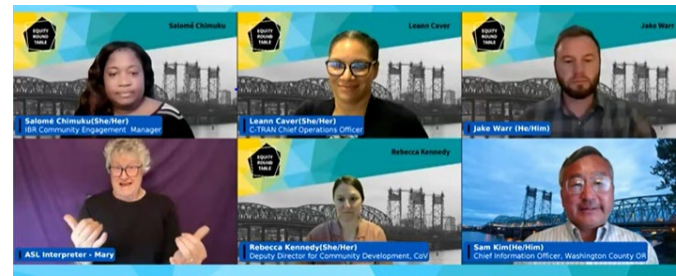 EQUITY
ROUND
TABLE
Salomé Chimuku
Salomé Chimuku(She/Her)
IBR Community Engagement Manager
EQUITY
ROUND
TABLE
Leann Caver
Leann Caver(She/Her)
C-TRAN Chief Operations Officer
EQUITY
ROUND
TABLE
Jake Warr
Jake Warr (He/Him)
ASL Interpreter - Mary
EQUITY
ROUND
TABLE
Rebecca Kennedy
Rebecca Kennedy(She/Her)
Deputy Director for Community Development, CoV
Sam Kim(He/Him)
Chief Information Officer, Washington County OR